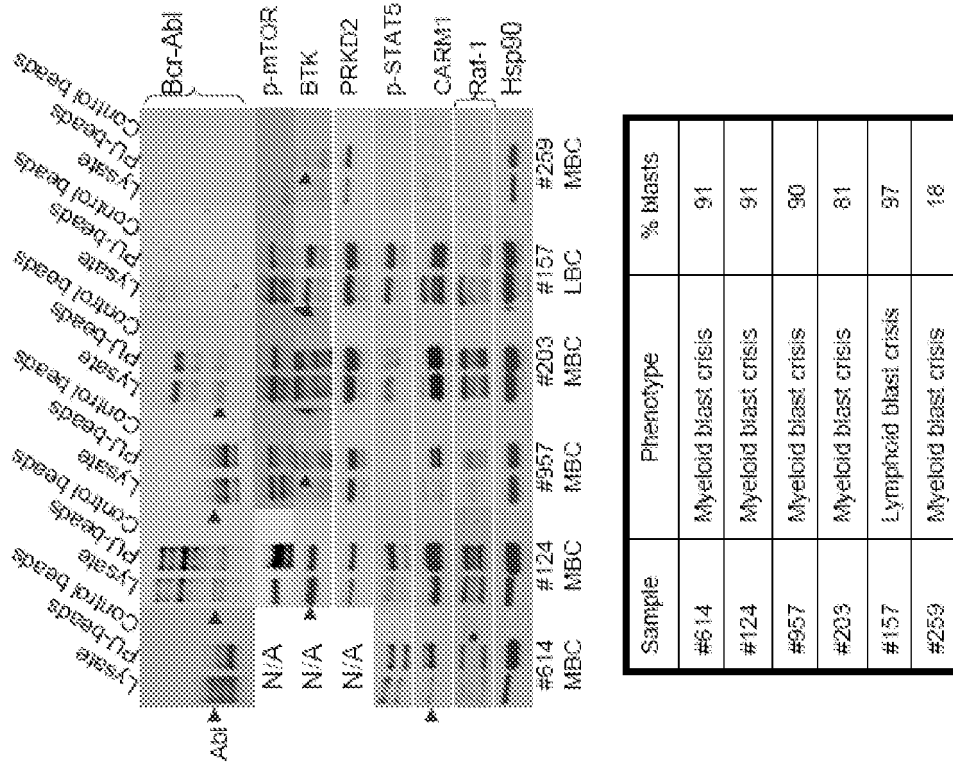 Lysate PU-beads Control beads Lysate PU-beads Control beads Lysate PU-beads Control beads Lysate PU-beads Control beads Lysate PU-beads Control beads Lysate PU-beads Control beads
Bcr-Abl
Abl
N/A p-mTOR
N/A BTK
N/A PRKD2
p-STAT5
CARM1
Raf-1
Hsp90
#614 #124 #957 #203 #157 #259
MBC MBC MBC MBC LBC MBC
Sample Phenotype % blasts
#614 Myeloid blast crisis 91
#124 Myeloid blast crisis 91
#957 Myeloid blast crisis 90
#203 Myeloid blast crisis 81
#157 Lymphoid blast crisis 97
#259 Myeloid blast crisis 18